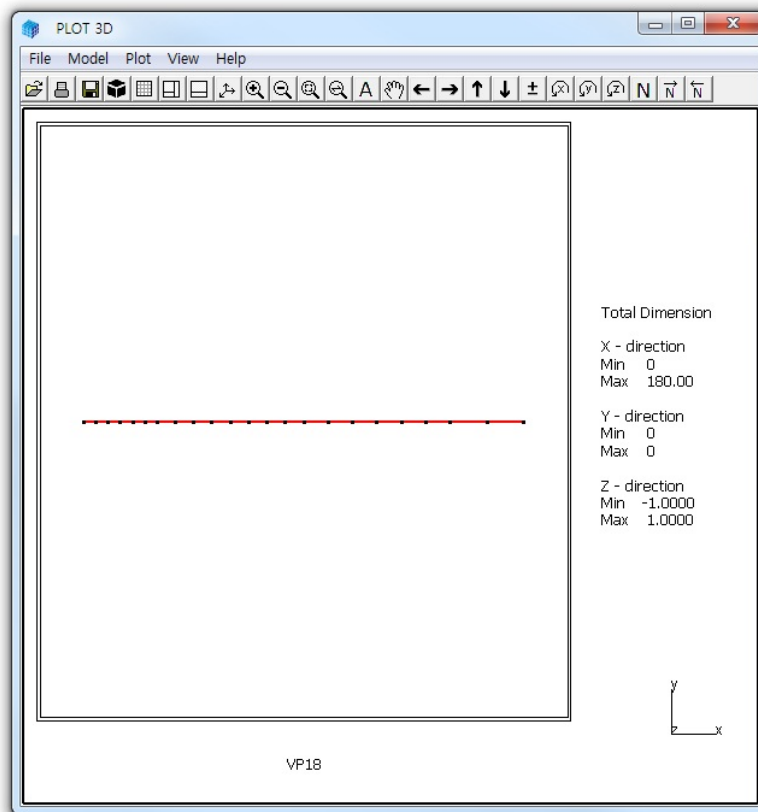 PLOT 3D
File Model Plot View Help
A ± x y z N N N
Total Dimension
X - direction
Min 0
Max 180.00
Y - direction
Min 0
Max 0
Z - direction
Min -1.0000
Max 1.0000
y
z x
VP18